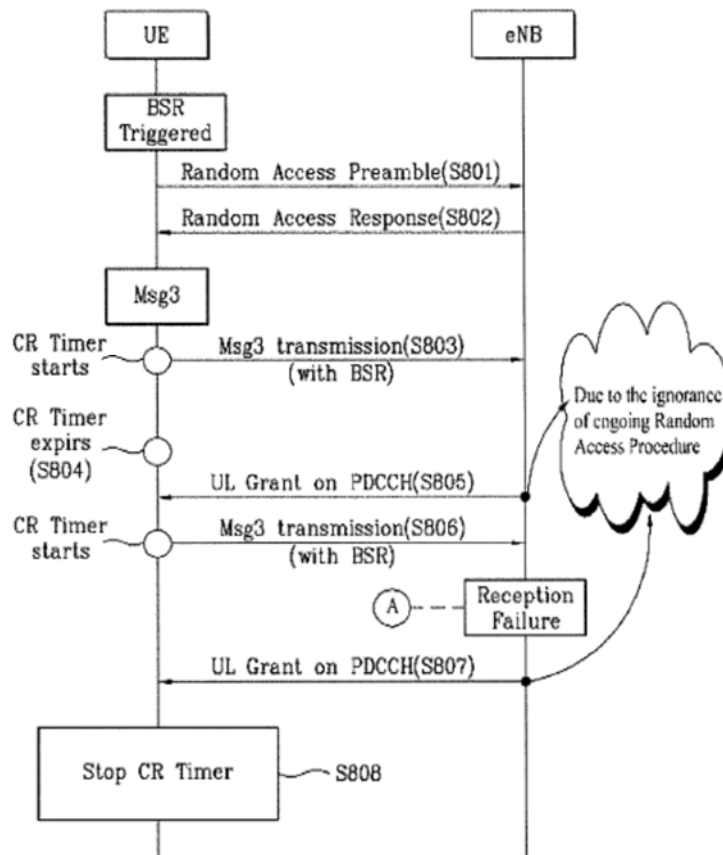 UE
eNB
BSR
Triggered
Random Access Preamble(S801)
Random Access Response(S802)
Msg3
CR Timer
starts
Msg3 transmission(S803)
(with BSR)
Due to the ignorance
of engoing Random
Access Procedure
CR Timer
expirs
(S804)
UL Grant on PDCCH(S805)
CR Timer
starts
Msg3 transmission(S806)
(with BSR)
A
Reception
Failure
UL Grant on PDCCH(S807)
Stop CR Timer
S808